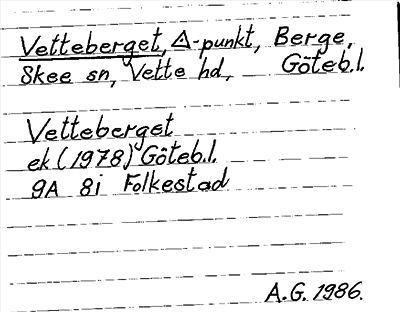 Vetteberget, △-punkt, Berge,
Skee sn, Vette hd, Göteb.l.
Vetteberget
ek (1978) Göteb.l.
9A 8i Folkestad
A.G. 1986.